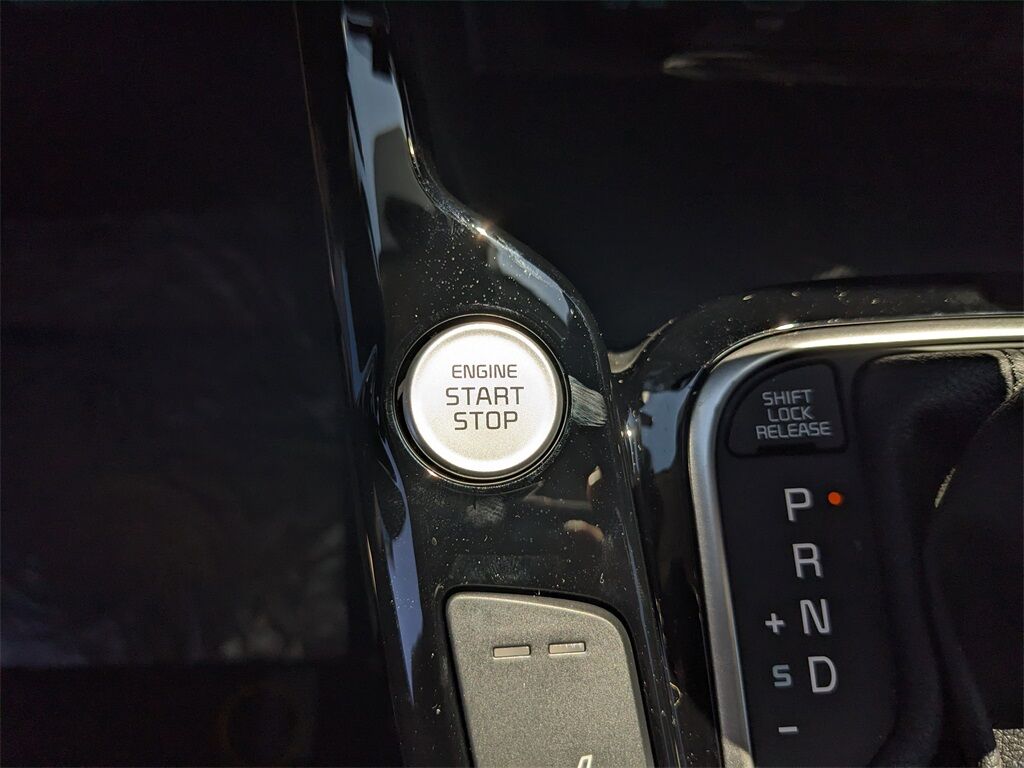 ENGINE
START
STOP
SHIFT
LOCK
RELEASE
P
R
+ N
S D
-